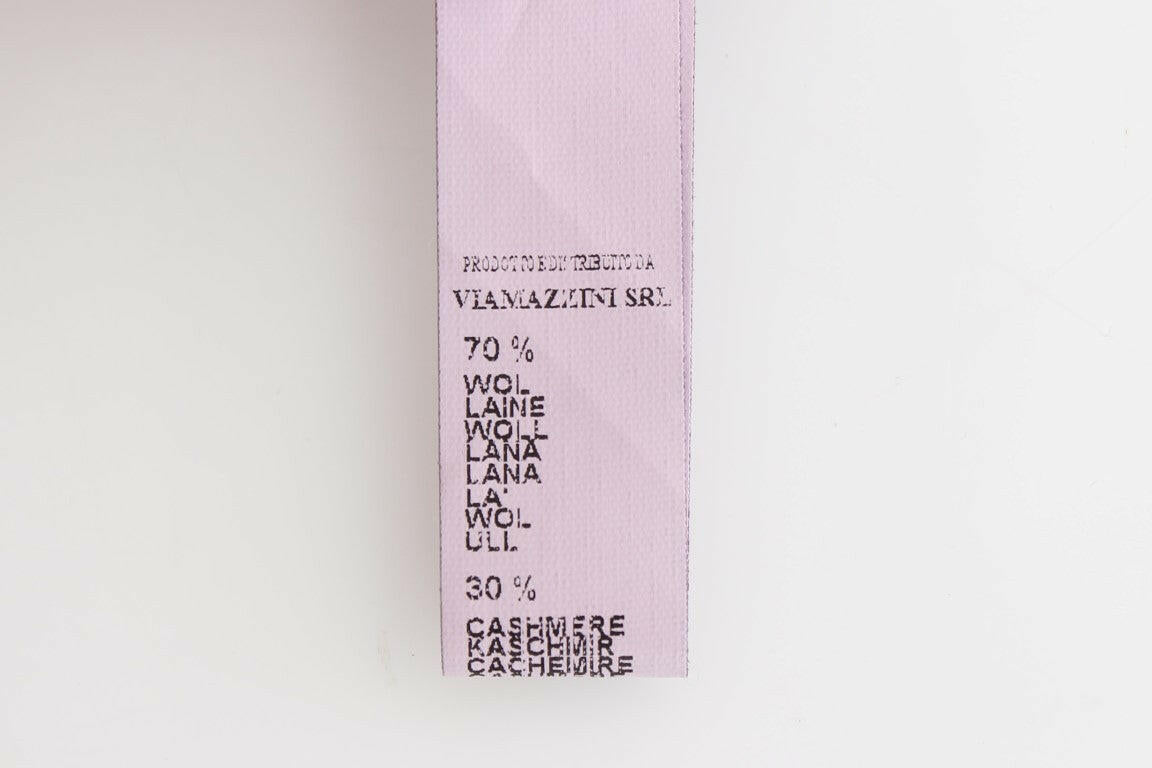 PRODOTTO E DISTRIBUITO DA
VIAMAZZINI SRL
70 %
WOL
LAINE
WOLL
LANA
LANA
LA'
WOL
ULL
30 %
CASHMERE
KASCHMIR
CACHEMIRE